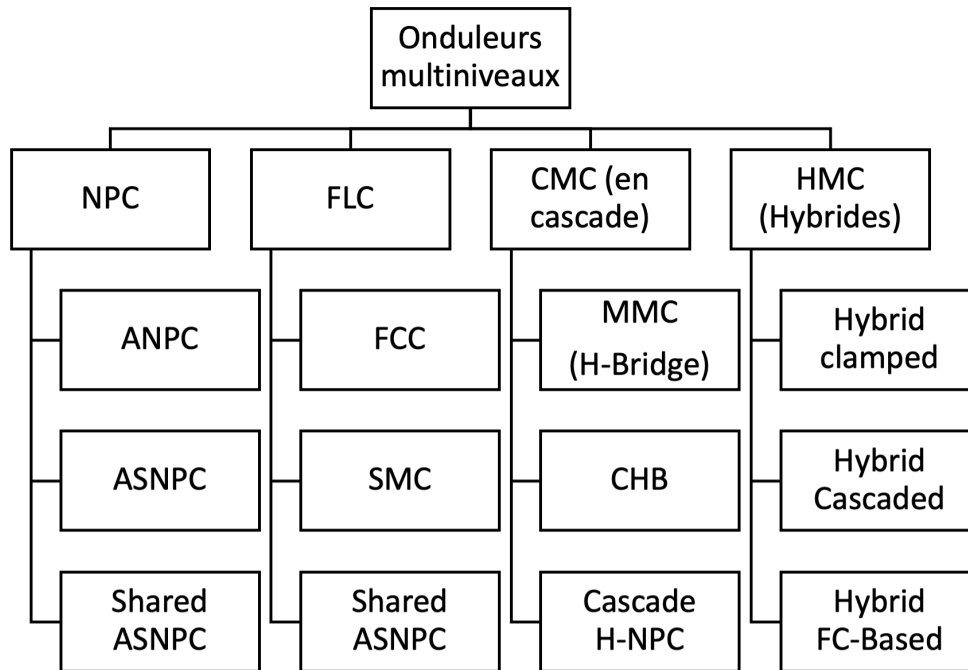 Onduleurs
multiniveaux
NPC
FLC
CMC (en
cascade)
HMC
(Hybrides)
ANPC
FCC
MMC
(H-Bridge)
Hybrid
clamped
ASNPC
SMC
CHB
Hybrid
Cascaded
Shared
ASNPC
Shared
ASNPC
Cascade
H-NPC
Hybrid
FC-Based